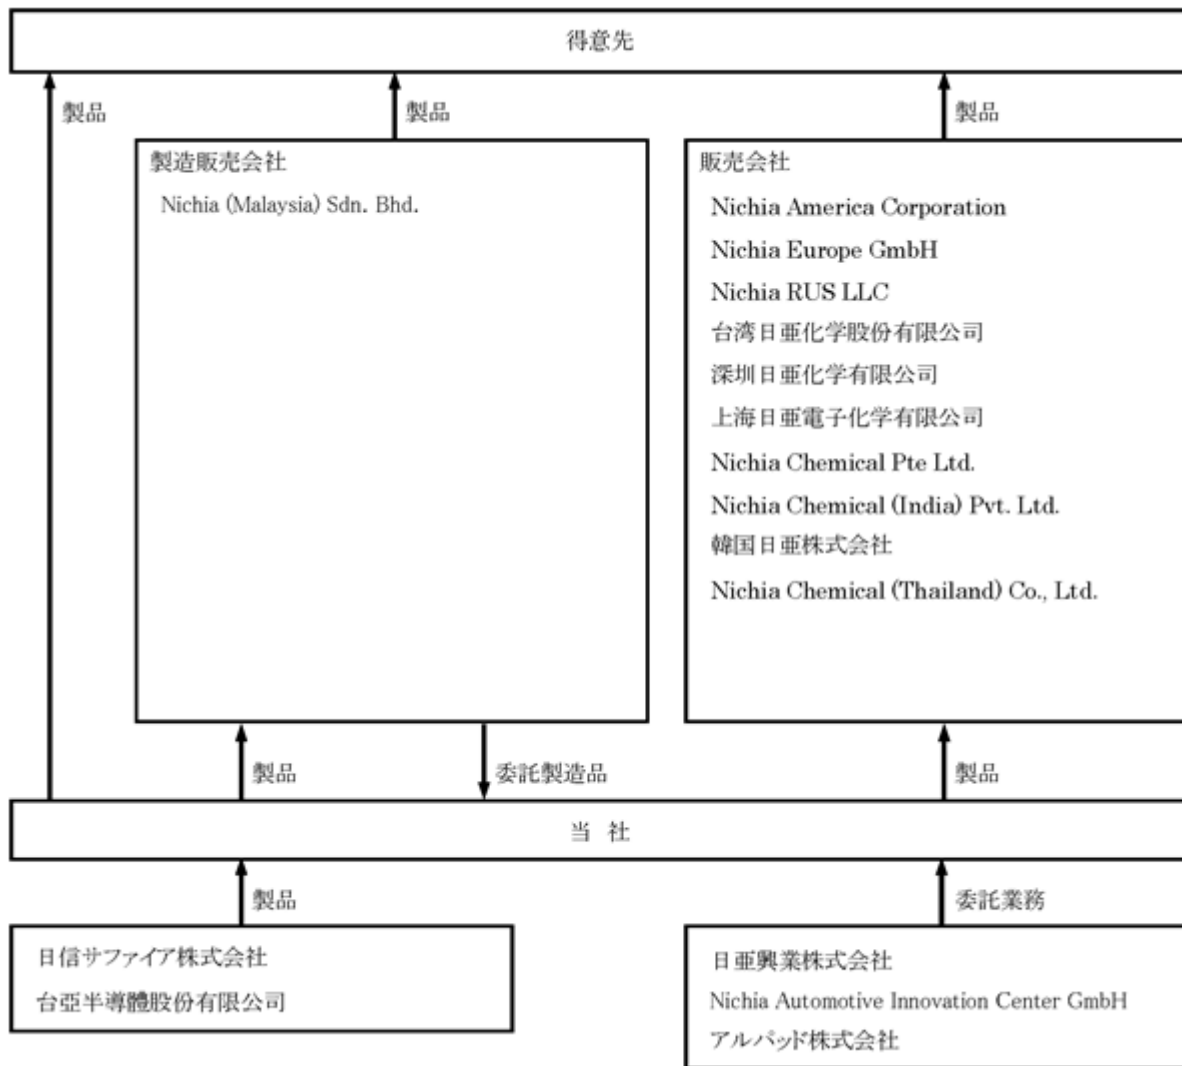 得意先
製品
製品
製品
製造販売会社
Nichia (Malaysia) Sdn. Bhd.
販売会社
Nichia America Corporation
Nichia Europe GmbH
Nichia RUS LLC
台湾日亜化学股份有限公司
深圳日亜化学有限公司
上海日亜電子化学有限公司
Nichia Chemical Pte Ltd.
Nichia Chemical (India) Pvt. Ltd.
韓国日亜株式会社
Nichia Chemical (Thailand) Co., Ltd.
製品
委託製造品
製品
当 社
製品
委託業務
日信サファイア株式会社
台亞半導體股份有限公司
日亜興業株式会社
Nichia Automotive Innovation Center GmbH
アルパッド株式会社